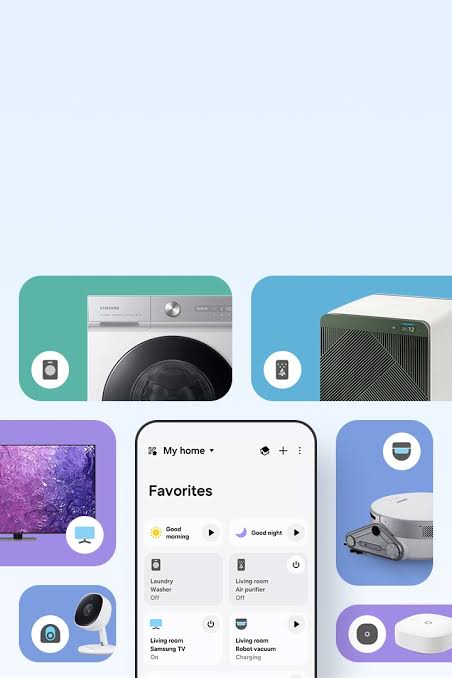 SAMSUNG
12
My home
Favorites
Good
morning
Good night
Laundry
Washer
Off
Living room
Air purifier
Off
Living room
Samsung TV
On
Living room
Robot vacuum
Charging